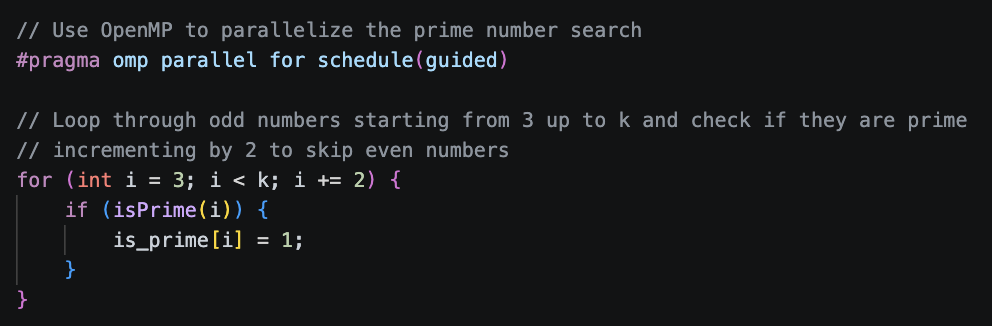 // Use OpenMP to parallelize the prime number search
#pragma omp parallel for schedule(guided)

// Loop through odd numbers starting from 3 up to k and check if they are prime
// incrementing by 2 to skip even numbers
for (int i = 3; i < k; i += 2) {
    if (isPrime(i)) {
        is_prime[i] = 1;
    }
}